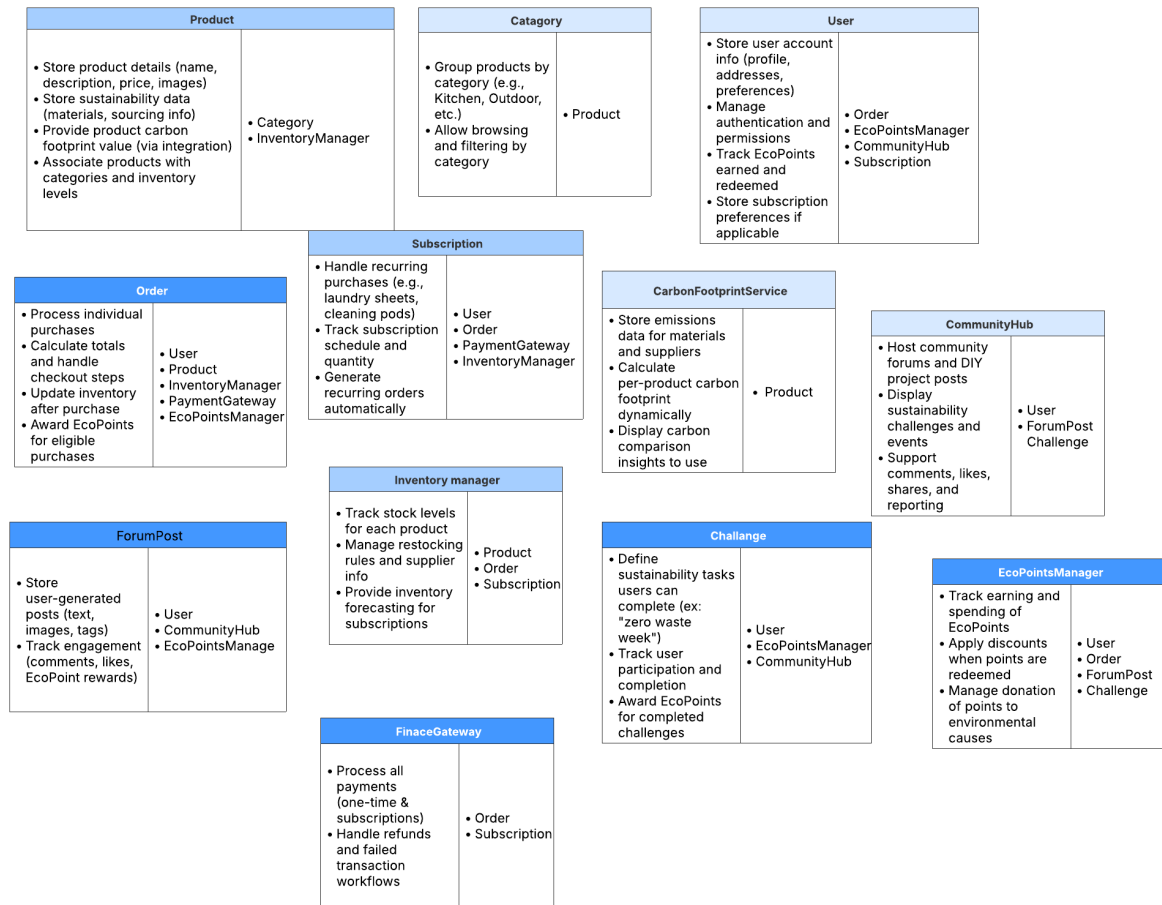 Product
• Store product details (name,
description, price, images)
• Store sustainability data
(materials, sourcing info)
• Provide product carbon
footprint value (via integration)
• Associate products with
categories and inventory
levels
• Category
• InventoryManager
Catagory
• Group products by
category (e.g.,
Kitchen, Outdoor,
etc.)
• Allow browsing
and filtering by
category
• Product
User
• Store user account
info (profile,
addresses,
preferences)
• Manage
authentication and
permissions
• Track EcoPoints
earned and
redeemed
• Store subscription
preferences if
applicable
• Order
• EcoPointsManager
• CommunityHub
• Subscription
Subscription
• Handle recurring
purchases (e.g.,
laundry sheets,
cleaning pods)
• Track subscription
schedule and
quantity
• Generate
recurring orders
automatically
• User
• Order
• PaymentGateway
• InventoryManager
Order
• Process individual
purchases
• Calculate totals
and handle
checkout steps
• Update inventory
after purchase
• Award EcoPoints
for eligible
purchases
• User
• Product
• InventoryManager
• PaymentGateway
• EcoPointsManager
CarbonFootprintService
• Store emissions
data for materials
and suppliers
• Calculate
per-product carbon
footprint
dynamically
• Display carbon
comparison
insights to use
• Product
CommunityHub
• Host community
forums and DIY
project posts
• Display
sustainability
challenges and
events
• Support
comments, likes,
shares, and
reporting
• User
• ForumPost
Challenge
Inventory manager
• Track stock levels
for each product
• Manage restocking
rules and supplier
info
• Provide inventory
forecasting for
subscriptions
• Product
• Order
• Subscription
ForumPost
• Store
user-generated
posts (text,
images, tags)
• Track engagement
(comments, likes,
EcoPoint rewards)
• User
• CommunityHub
• EcoPointsManage
Challange
• Define
sustainability tasks
users can
complete (ex:
"zero waste
week")
• Track user
participation and
completion
• Award EcoPoints
for completed
challenges
• User
• EcoPointsManager
• CommunityHub
EcoPointsManager
• Track earning and
spending of
EcoPoints
• Apply discounts
when points are
redeemed
• Manage donation
of points to
environmental
causes
• User
• Order
• ForumPost
• Challenge
FinaceGateway
• Process all
payments
(one-time &
subscriptions)
• Handle refunds
and failed
transaction
workflows
• Order
• Subscription